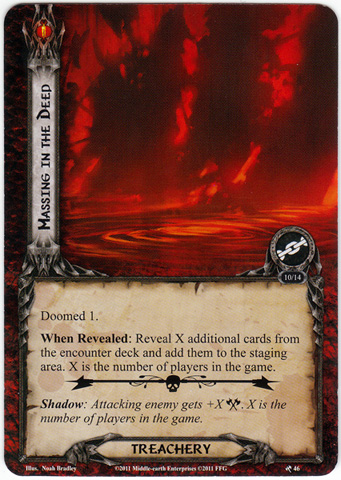 MASSING IN THE DEEP
10/14
Doomed 1.
When Revealed: Reveal X additional cards from
the encounter deck and add them to the staging
area. X is the number of players in the game.
Shadow: Attacking enemy gets +X. X is the
number of players in the game.
TREACHERY
Illus. Noah Bradley
©2011 Middle-earth Enterprises ©2011 FFG
46